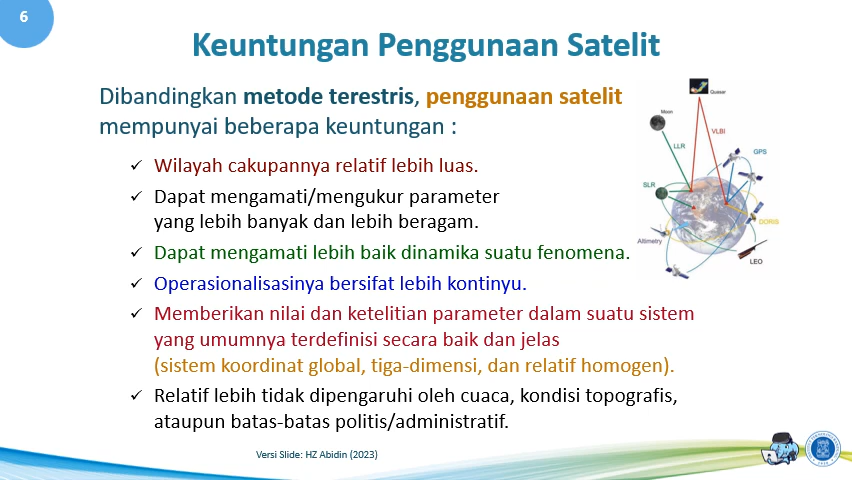 6
Keuntungan Penggunaan Satelit
Dibandingkan metode terestris, penggunaan satelit
mempunyai beberapa keuntungan :
✓ Wilayah cakupannya relatif lebih luas.
✓ Dapat mengamati/mengukur parameter
yang lebih banyak dan lebih beragam.
✓ Dapat mengamati lebih baik dinamika suatu fenomena.
✓ Operasionalisasinya bersifat lebih kontinyu.
✓ Memberikan nilai dan ketelitian parameter dalam suatu sistem
yang umumnya terdefinisi secara baik dan jelas
(sistem koordinat global, tiga-dimensi, dan relatif homogen).
✓ Relatif lebih tidak dipengaruhi oleh cuaca, kondisi topografis,
ataupun batas-batas politis/administratif.
Quasar
Moon
VLBI
LLR
GPS
SLR
DORIS
Altimetry
LEO
Versi Slide: HZ Abidin (2023)